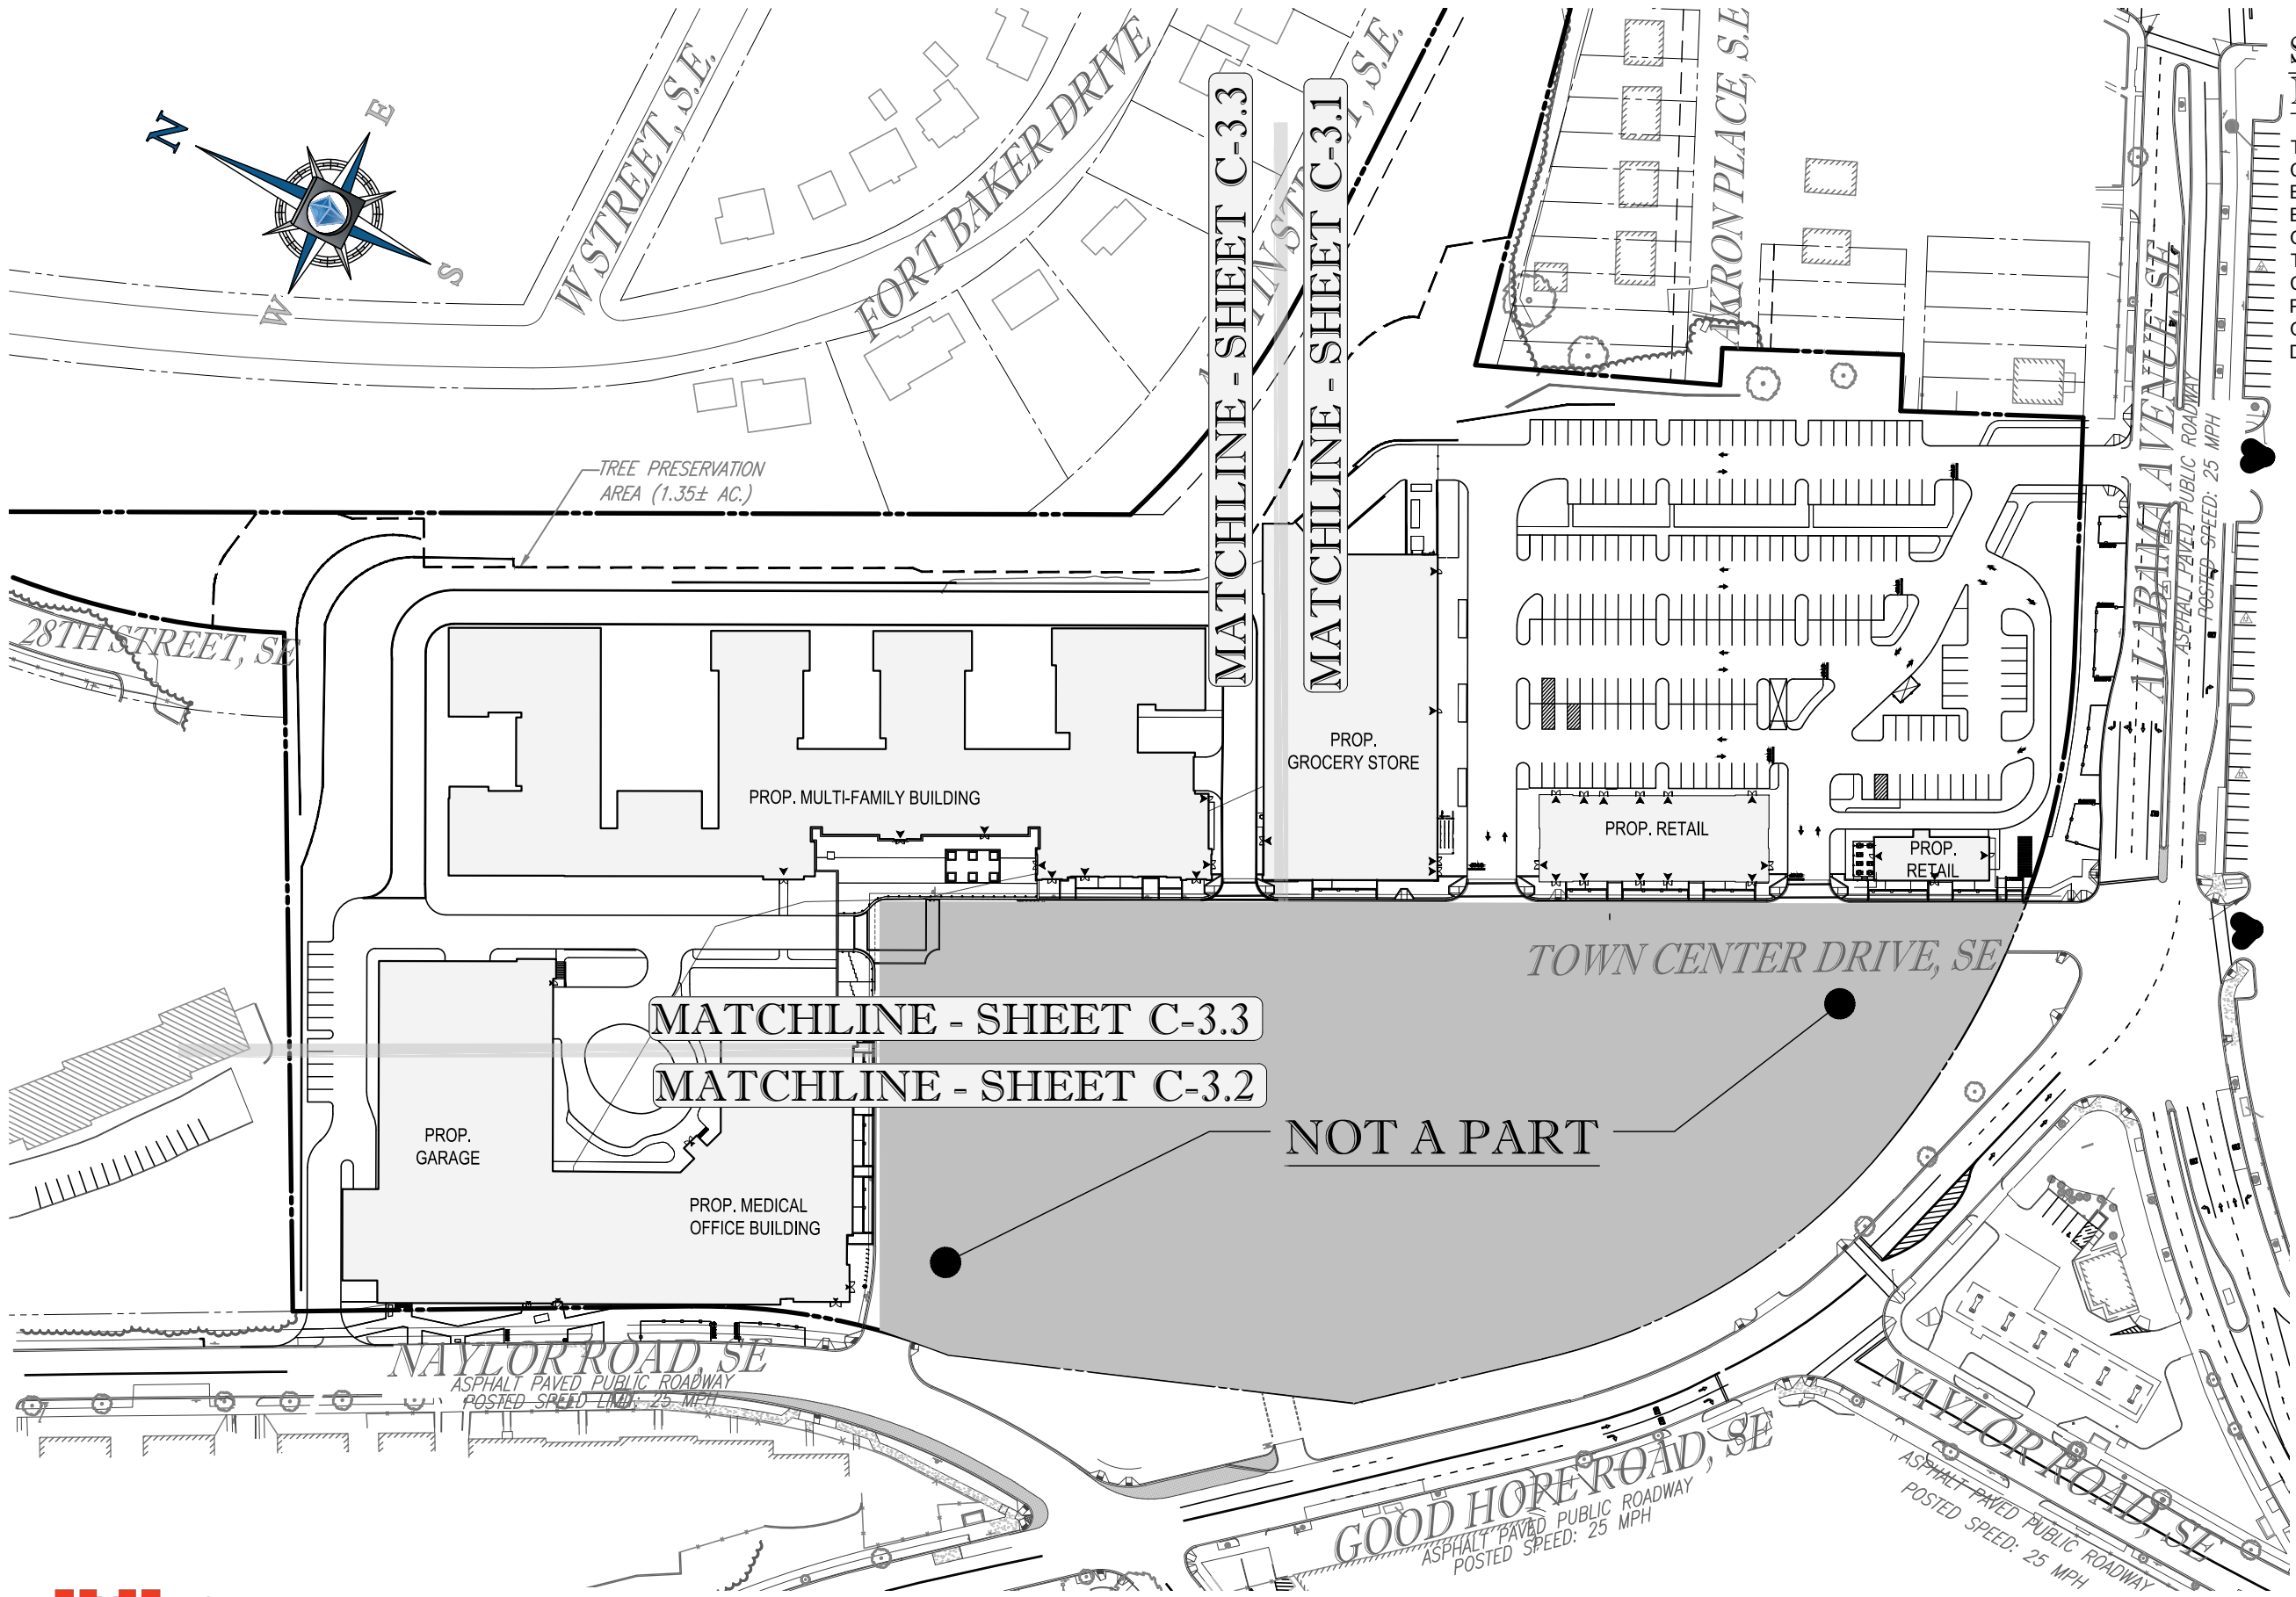 N
E
S
W
W STREET, S.E.
FORT BAKER DRIVE
AKRON PLACE, S.E.
ALABAMA AVENUE, SE
ASPHALT PAVED PUBLIC ROADWAY
POSTED SPEED: 25 MPH
MATCHLINE - SHEET C-3.3
MATCHLINE - SHEET C-3.1
TREE PRESERVATION
AREA (1.35± AC.)
28TH STREET, SE
PROP. MULTI-FAMILY BUILDING
PROP.
GROCERY STORE
PROP. RETAIL
PROP.
RETAIL
TOWN CENTER DRIVE, SE
MATCHLINE - SHEET C-3.3
MATCHLINE - SHEET C-3.2
NOT A PART
PROP.
GARAGE
PROP. MEDICAL
OFFICE BUILDING
NAYLOR ROAD, SE
ASPHALT PAVED PUBLIC ROADWAY
POSTED SPEED LIMIT: 25 MPH
GOOD HOPE ROAD, SE
ASPHALT PAVED PUBLIC ROADWAY
POSTED SPEED: 25 MPH
NAYLOR ROAD, SE
ASPHALT PAVED PUBLIC ROADWAY
POSTED SPEED: 25 MPH